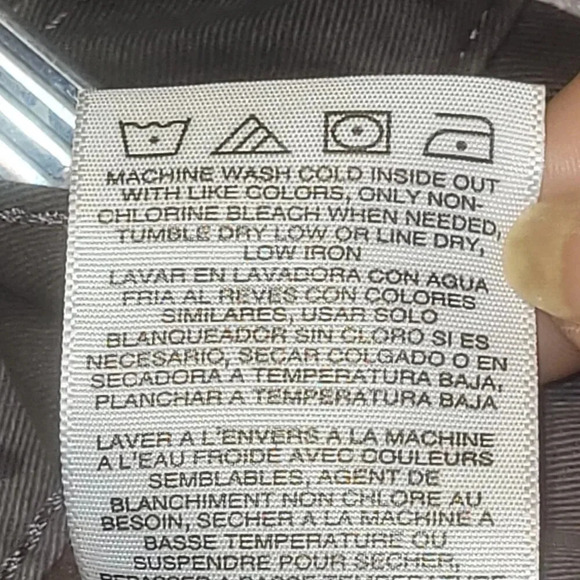 MACHINE WASH COLD INSIDE OUT
WITH LIKE COLORS, ONLY NON-
CHLORINE BLEACH WHEN NEEDED,
TUMBLE DRY LOW OR LINE DRY,
LOW IRON
LAVAR EN LAVADORA CON AGUA
FRIA AL REVES CON COLORES
SIMILARES, USAR SOLO
BLANQUEADOR SIN CLORO SI ES
NECESARIO, SECAR COLGADO O EN
SECADORA A TEMPERATURA BAJA,
PLANCHAR A TEMPERATURA BAJA
LAVER A L'ENVERS A LA MACHINE
A L'EAU FROIDE AVEC COULEURS
SEMBLABLES, AGENT DE
BLANCHIMENT NON CHLORE AU
BESOIN, SECHER A LA MACHINE A
BASSE TEMPERATURE OU
SUSPENDRE POUR SECHER,
REPASSER A BASSE TEMPERATURE